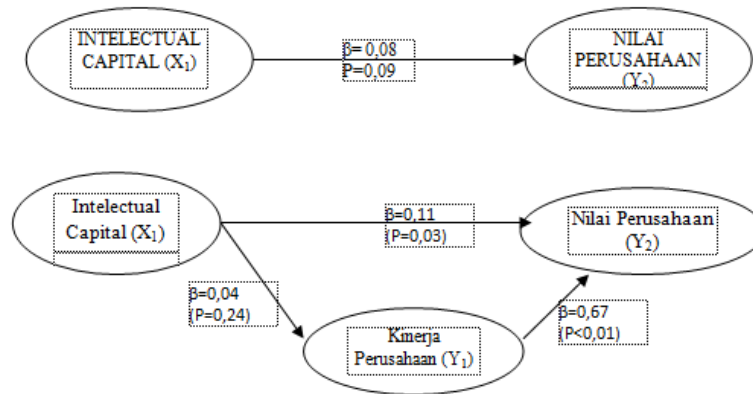 INTELECTUAL
CAPITAL (X₁)
β= 0,08
P=0,09
NILAI
PERUSAHAAN
(Y₂)
Intelectual
Capital (X₁)
β=0,11
(P=0,03)
Nilai Perusahaan
(Y₂)
β=0,04
(P=0,24)
Kinerja
Perusahaan (Y₁)
β=0,67
(P<0,01)